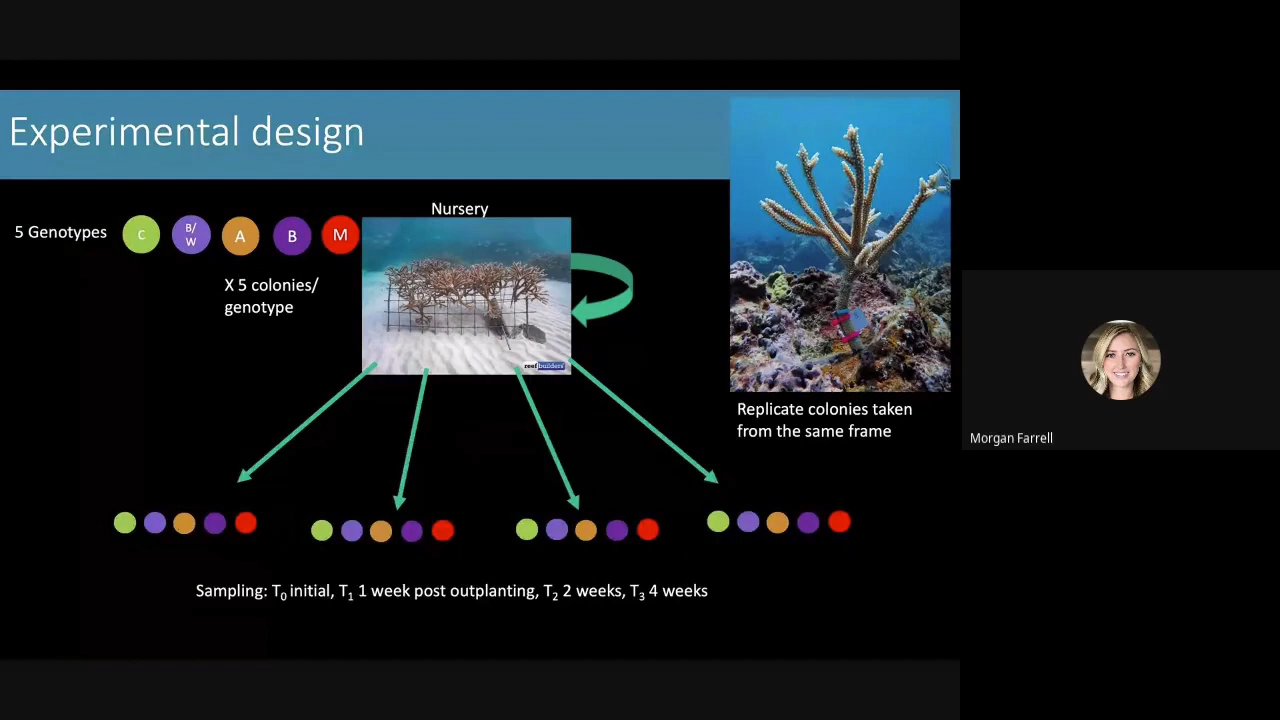 Experimental design
Nursery
5 Genotypes
C
B/
W
A
B
M
X 5 colonies/
genotype
reefbuilders
Replicate colonies taken
from the same frame
Morgan Farrell
Sampling: T0 initial, T1 1 week post outplanting, T2 2 weeks, T3 4 weeks